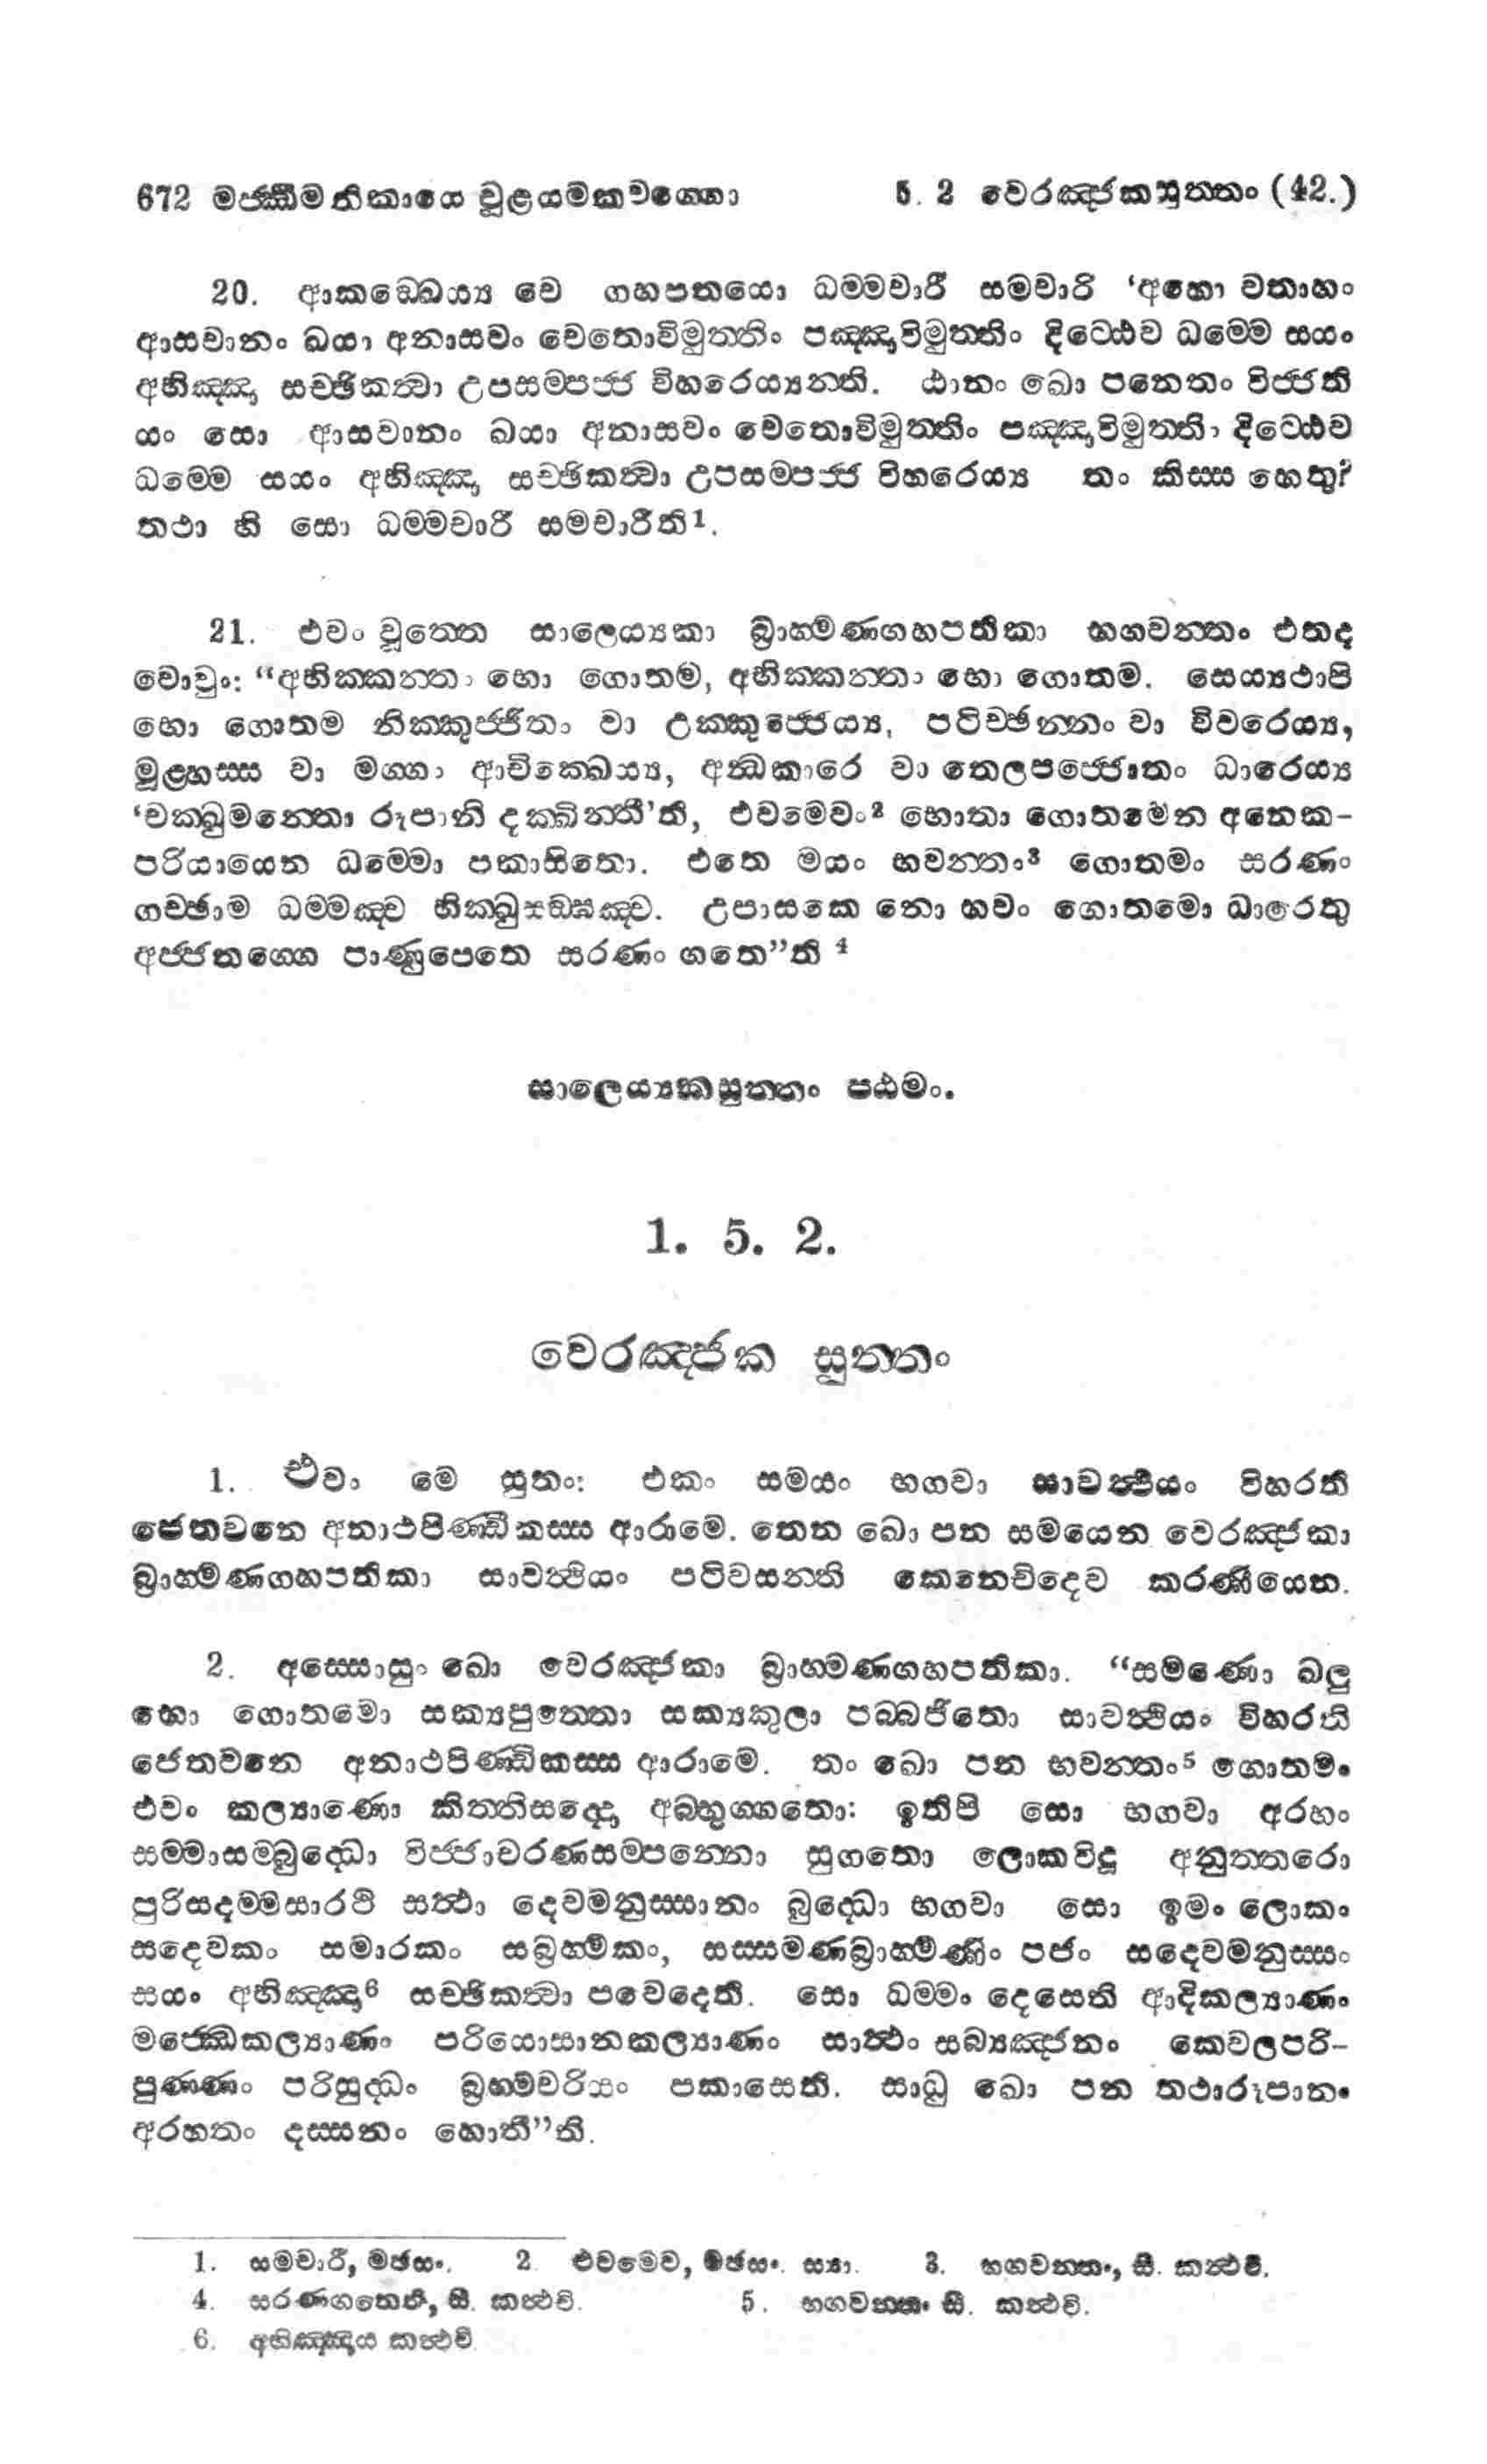 672 මජ්ඣිමනිකායෙ චූළයමකවග්ගො 5. 2 වෙරඤ්ජකසුත්තං (42.)
20. ආකඞ්ඛෙය්‍ය චෙ ගහපතයො ධම්මචාරී සමචාරි ‘අහො වතාහං
ආසවානං ඛයා අනාසවං චෙතොවිමුත්තිං පඤ්ඤාවිමුත්තිං දිට්ඨෙව ධම්මෙ සයං
අභිඤ්ඤා සච්ඡිකත්‍වා උපසම්පජ්ජ විහරෙය්‍යන්ති. ඨානං ඛො පනෙතං විජ්ජති
යං සො ආසවානං ඛයා අනාසවං චෙතොවිමුත්තිං පඤ්ඤාවිමුත්තිං දිට්ඨෙව
ධම්මෙ සයං අභිඤ්ඤා සච්ඡිකත්‍වා උපසම්පජ්ජ විහරෙය්‍ය තං කිස්ස හෙතු?
තථා හි සො ධම්මචාරී සමචාරීති1.
21. එවං වුත්තෙ සාලෙය්‍යකා බ්‍රාහ්මණගහපතිකා භගවන්තං එතද
වොචුං: “අභික්කන්තං භො ගොතම, අභික්කන්තං භො ගොතම. සෙය්‍යථාපි
භො ගොතම නික්කුජ්ජිතං වා උක්කුජ්ජෙය්‍ය, පටිච්ඡන්නං වා විවරෙය්‍ය,
මූළ්හස්ස වා මග්ගං ආචික්ඛෙය්‍ය, අන්ධකාරෙ වා තෙලපජ්ජොතං ධාරෙය්‍ය
‘චක්ඛුමන්තො රූපානි දක්ඛින්තී’ති, එවමෙවං2 භොතා ගොතමෙන අනෙක-
පරියායෙන ධම්මො පකාසිතො. එතෙ මයං භවන්තං3 ගොතමං සරණං
ගච්ඡාම ධම්මඤ්ච භික්ඛුසඞ්ඝඤ්ච. උපාසකෙ නො භවං ගොතමො ධාරෙතු
අජ්ජතග්ගෙ පාණුපෙතෙ සරණං ගතෙ”ති 4
සාලෙය්‍යකසුත්තං පඨමං.
1. 5. 2.
වෙරඤ්ජක සුත්තං
1. එවං මෙ සුතං: එකං සමයං භගවා සාවත්‍ථියං විහරති
ජෙතවනෙ අනාථපිණ්ඩිකස්ස ආරාමෙ. තෙන ඛො පන සමයෙන වෙරඤ්ජකා
බ්‍රාහ්මණගහපතිකා සාවත්‍ථියං පටිවසන්ති කෙනචිදෙව කරණීයෙන.
2. අස්සොසුං ඛො වෙරඤ්ජකා බ්‍රාහ්මණගහපතිකා. “සමණො ඛලු
භො ගොතමො සක්‍යපුත්තො සක්‍යකුලා පබ්බජිතො සාවත්‍ථියං විහරති
ජෙතවනෙ අනාථපිණ්ඩිකස්ස ආරාමෙ. තං ඛො පන භවන්තං5 ගොතමං
එවං කල්‍යාණො කිත්තිසද්දො අබ්භුග්ගතො: ඉතිපි සො භගවා අරහං
සම්මාසම්බුද්ධො විජ්ජාචරණසම්පන්නො සුගතො ලොකවිදූ අනුත්තරො
පුරිසදම්මසාරථි සත්‍ථා දෙවමනුස්සානං බුද්ධො භගවා සො ඉමං ලොකං
සදෙවකං සමාරකං සබ්‍රහ්මකං, සස්සමණබ්‍රාහ්මණිං පජං සදෙවමනුස්සං
සයං අභිඤ්ඤා6 සච්ඡිකත්‍වා පවෙදෙති. සො ධම්මං දෙසෙති ආදිකල්‍යාණං
මජ්ඣෙකල්‍යාණං පරියොසානකල්‍යාණං සාත්‍ථං සබ්‍යඤ්ජනං කෙවලපරි-
පුණ්ණං පරිසුද්ධං බ්‍රහ්මචරියං පකාසෙති. සාධු ඛො පන තථාරූපානං
අරහතං දස්සනං හොතී”ති.
1. සමචාරී, මඡසං. 2 එවමෙව, මඡසං. ස්‍යා. 3. භගවන්තං, සී. කත්‍ථචි.
4. සරණගතෙති, සී. කත්‍ථචි. 5. භගවන්තං සී. කත්‍ථචි.
6. අභිඤ්ඤාය කත්‍ථචි